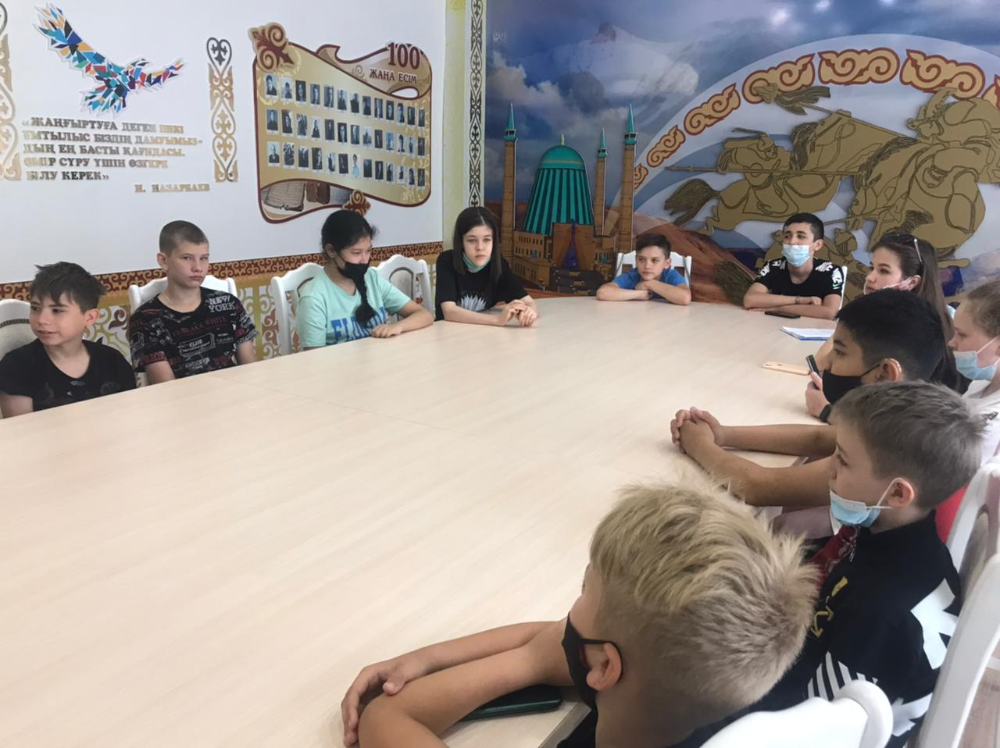 «ЖАҢҒЫРТУҒА ДЕГЕН ІШКІ
ҰМТЫЛЫС БІЗДІҢ ДАМУЫМЫЗ-
ДЫҢ ЕҢ БАСТЫ ҚАҒИДАСЫ.
ӨМІР СҮРУ ҮШІН ӨЗГЕРЕ
БІЛУ КЕРЕК»
Н. НАЗАРБАЕВ
100
ЖАҢА ЕСІМ
NEW
YORK
BLACK WHITE
ELVIS